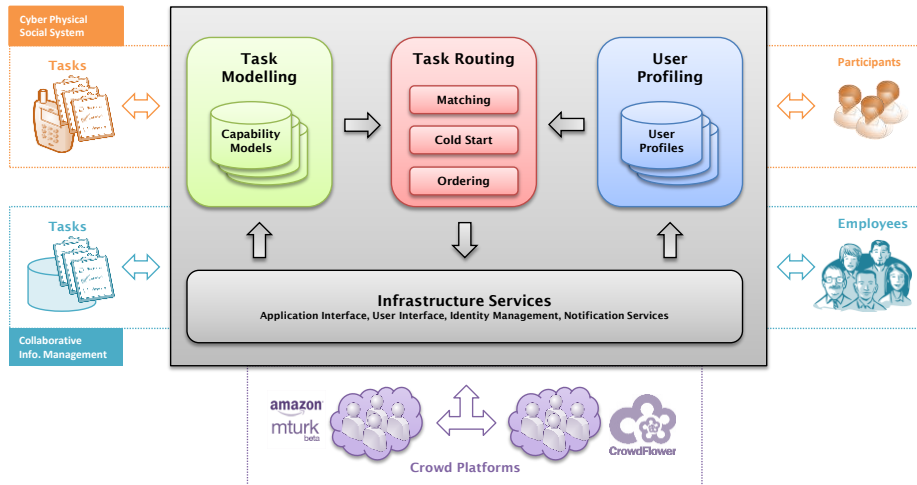 Cyber Physical
Social System
Tasks
Participants
Task
Modelling
Capability
Models
Task Routing
Matching
Cold Start
Ordering
User
Profiling
User
Profiles
Tasks
Employees
Collaborative
Info. Management
Infrastructure Services
Application Interface, User Interface, Identity Management, Notification Services
amazon
mturk
beta
CrowdFlower
Crowd Platforms